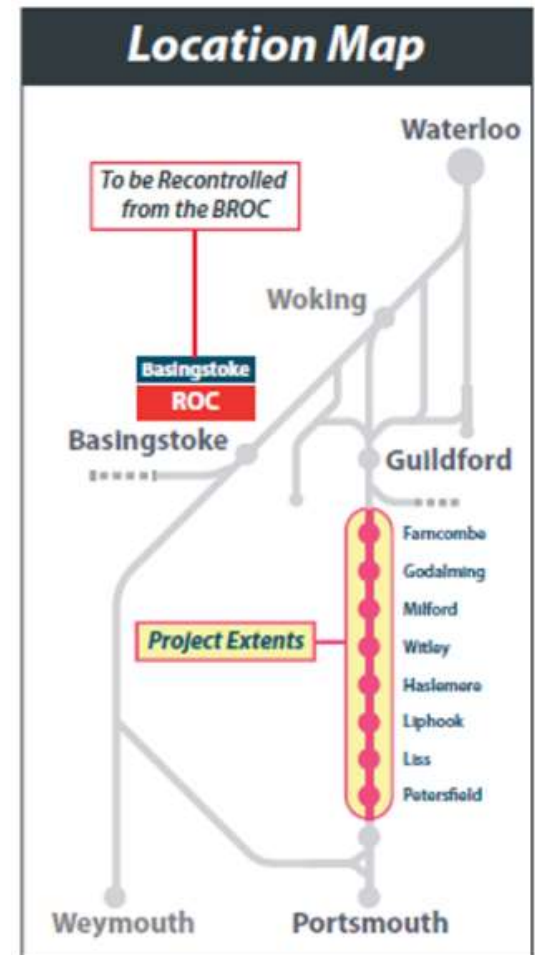 Location Map
Waterloo
To be Recontrolled
from the BROC
Woking
Basingstoke
ROC
Basingstoke
Guildford
Farncombe
Godalming
Milford
Witley
Project Extents
Haslemere
Liphook
Liss
Petersfield
Weymouth
Portsmouth